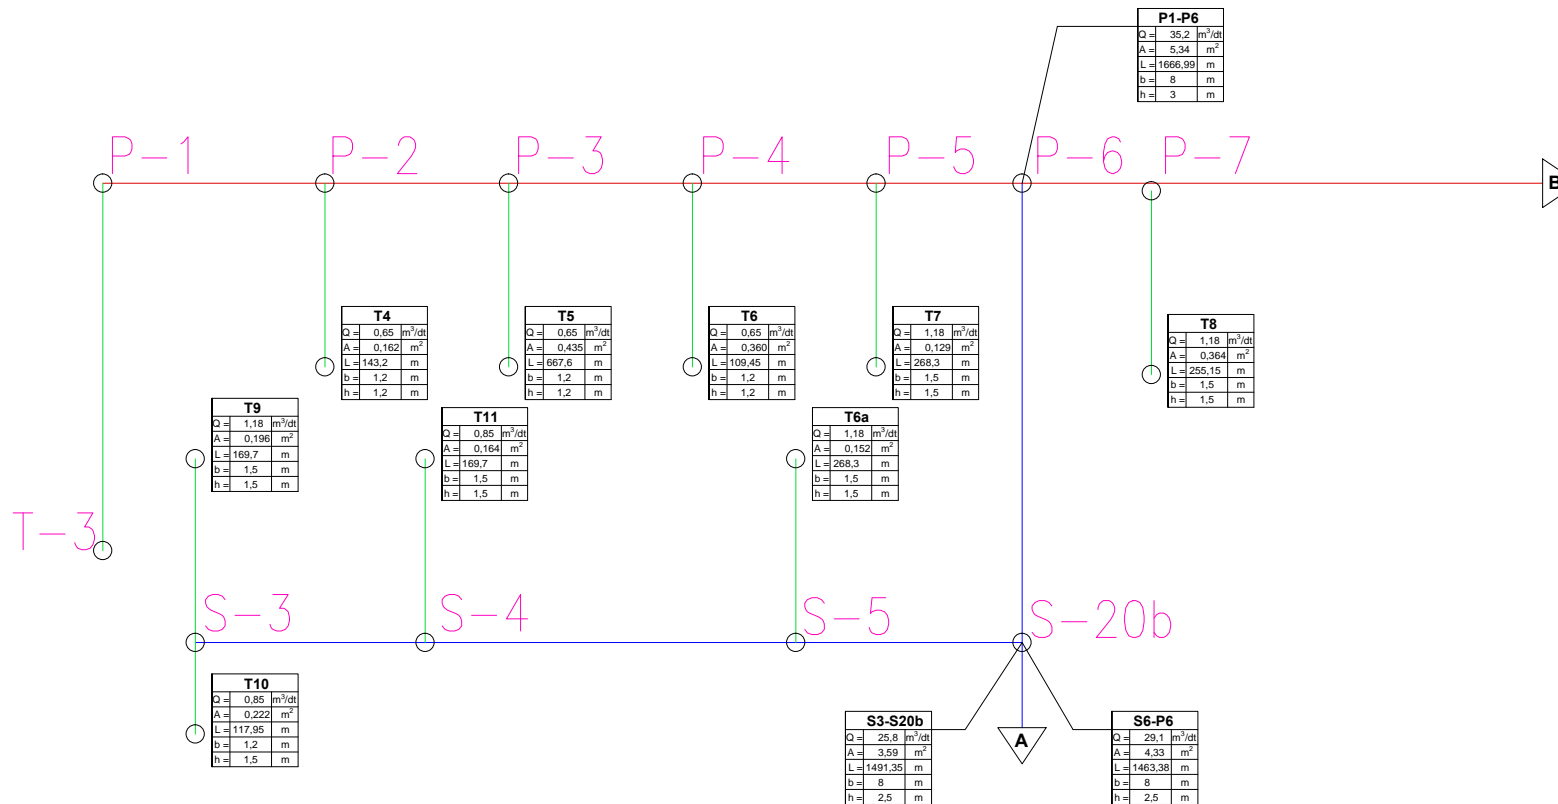 P1-P6
Q = 35,2 m³/dt
A = 5,34 m²
L = 1666,99 m
b = 8 m
h = 3 m
P-1 P-2 P-3 P-4 P-5 P-6 P-7
B
T4
Q = 0,65 m³/dt
A = 0,162 m²
L = 143,2 m
b = 1,2 m
h = 1,2 m
T5
Q = 0,65 m³/dt
A = 0,435 m²
L = 667,6 m
b = 1,2 m
h = 1,2 m
T6
Q = 0,65 m³/dt
A = 0,360 m²
L = 109,45 m
b = 1,2 m
h = 1,2 m
T7
Q = 1,18 m³/dt
A = 0,129 m²
L = 268,3 m
b = 1,5 m
h = 1,5 m
T8
Q = 1,18 m³/dt
A = 0,364 m²
L = 255,15 m
b = 1,5 m
h = 1,5 m
T9
Q = 1,18 m³/dt
A = 0,196 m²
L = 169,7 m
b = 1,5 m
h = 1,5 m
T11
Q = 0,85 m³/dt
A = 0,164 m²
L = 169,7 m
b = 1,5 m
h = 1,5 m
T6a
Q = 1,18 m³/dt
A = 0,152 m²
L = 268,3 m
b = 1,5 m
h = 1,5 m
T-3
S-3 S-4 S-5 S-20b
T10
Q = 0,85 m³/dt
A = 0,222 m²
L = 117,95 m
b = 1,2 m
h = 1,5 m
S3-S20b
Q = 25,8 m³/dt
A = 3,59 m²
L = 1491,35 m
b = 8 m
h = 2,5 m
A
S6-P6
Q = 29,1 m³/dt
A = 4,33 m²
L = 1463,38 m
b = 8 m
h = 2,5 m